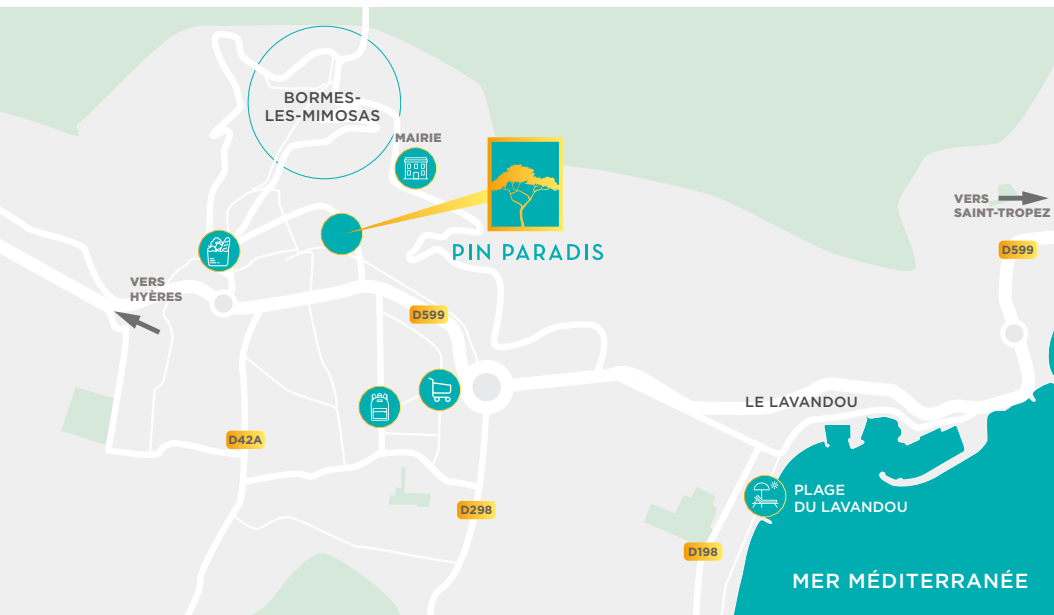 BORMES-
LES-MIMOSAS
MAIRIE
VERS
SAINT-TROPEZ
PIN PARADIS
D599
VERS
HYÈRES
D599
LE LAVANDOU
D42A
PLAGE
DU LAVANDOU
D298
D198
MER MÉDITERRANÉE